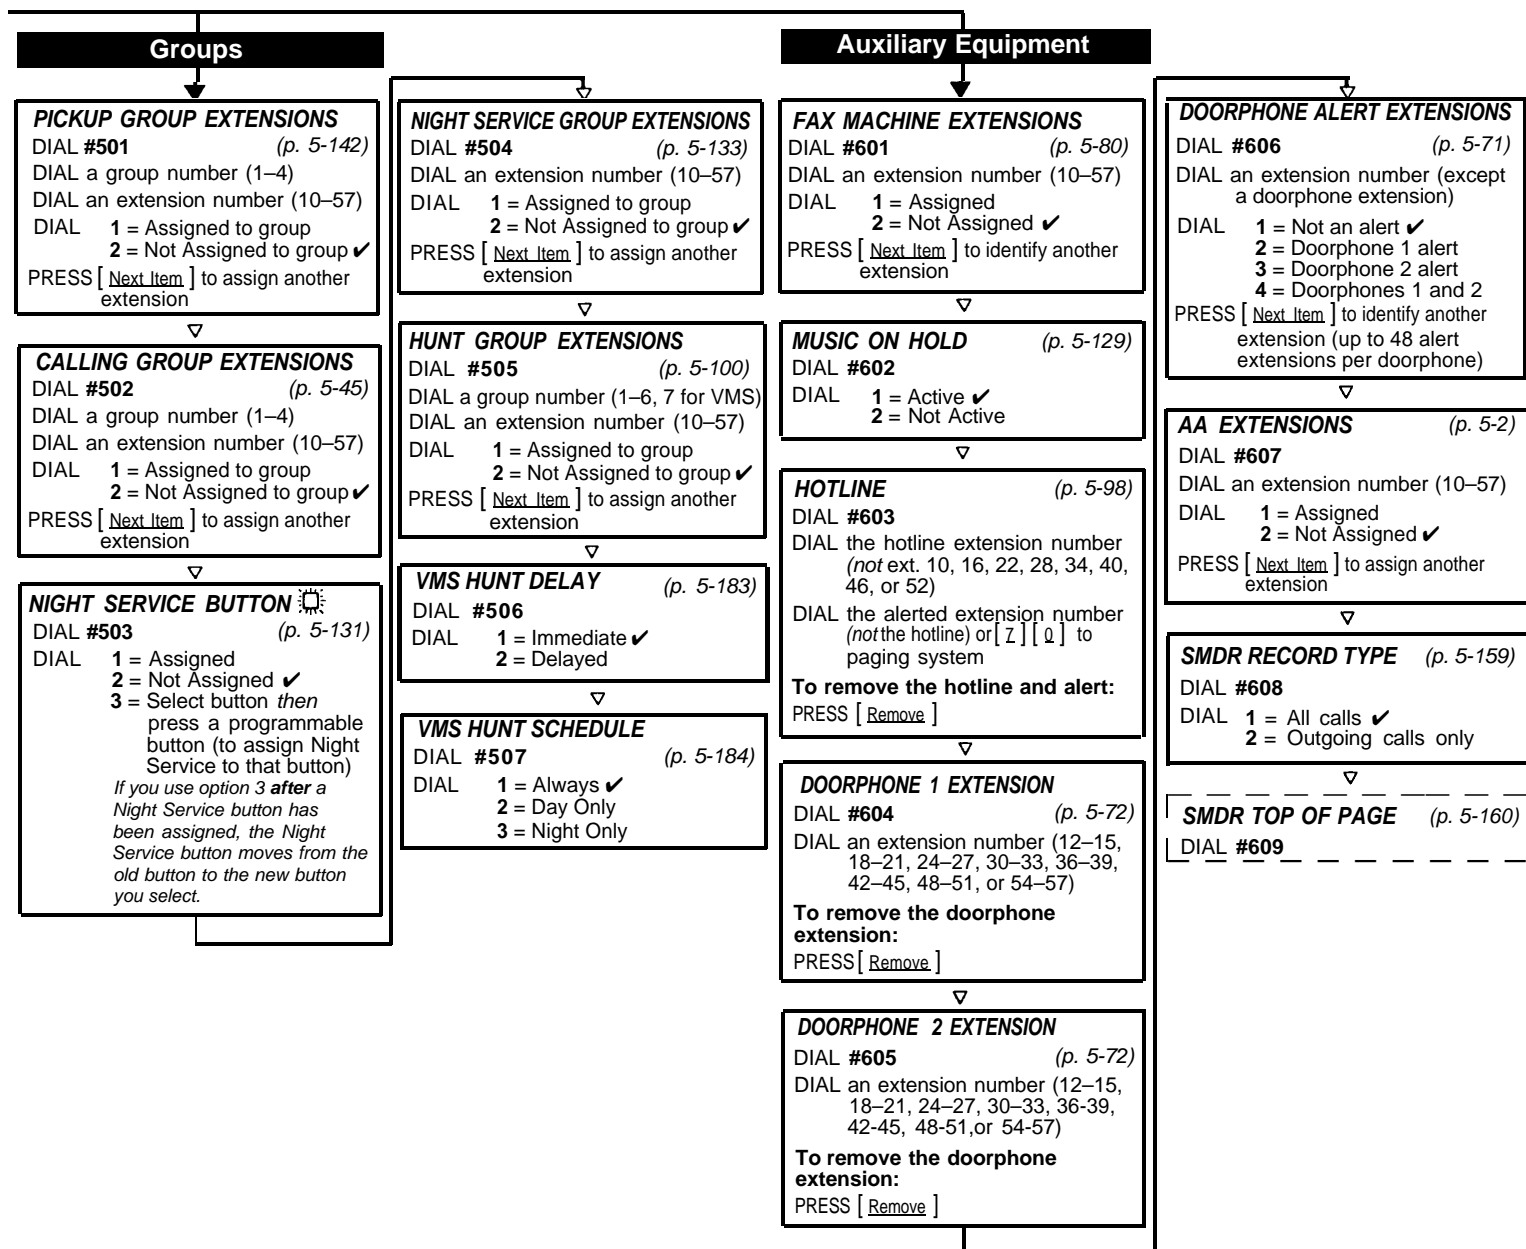 Groups
PICKUP GROUP EXTENSIONS
DIAL #501 (p. 5-142)
DIAL a group number (1–4)
DIAL an extension number (10–57)
DIAL 1 = Assigned to group
2 = Not Assigned to group ✔
PRESS [ Next Item ] to assign another
extension
CALLING GROUP EXTENSIONS
DIAL #502 (p. 5-45)
DIAL a group number (1–4)
DIAL an extension number (10–57)
DIAL 1 = Assigned to group
2 = Not Assigned to group ✔
PRESS [ Next Item ] to assign another
extension
NIGHT SERVICE BUTTON
DIAL #503 (p. 5-131)
DIAL 1 = Assigned
2 = Not Assigned ✔
3 = Select button then
press a programmable
button (to assign Night
Service to that button)
If you use option 3 after a
Night Service button has
been assigned, the Night
Service button moves from the
old button to the new button
you select.
NIGHT SERVICE GROUP EXTENSIONS
DIAL #504 (p. 5-133)
DIAL an extension number (10–57)
DIAL 1 = Assigned to group
2 = Not Assigned to group ✔
PRESS [ Next Item ] to assign another
extension
HUNT GROUP EXTENSIONS
DIAL #505 (p. 5-100)
DIAL a group number (1–6, 7 for VMS)
DIAL an extension number (10–57)
DIAL 1 = Assigned to group
2 = Not Assigned to group ✔
PRESS [ Next Item ] to assign another
extension
VMS HUNT DELAY (p. 5-183)
DIAL #506
DIAL 1 = Immediate ✔
2 = Delayed
VMS HUNT SCHEDULE
DIAL #507 (p. 5-184)
DIAL 1 = Always ✔
2 = Day Only
3 = Night Only
Auxiliary Equipment
FAX MACHINE EXTENSIONS
DIAL #601 (p. 5-80)
DIAL an extension number (10–57)
DIAL 1 = Assigned
2 = Not Assigned ✔
PRESS [ Next Item ] to identify another
extension
MUSIC ON HOLD (p. 5-129)
DIAL #602
DIAL 1 = Active ✔
2 = Not Active
HOTLINE (p. 5-98)
DIAL #603
DIAL the hotline extension number
(not ext. 10, 16, 22, 28, 34, 40,
46, or 52)
DIAL the alerted extension number
(not the hotline) or [ 7 ] [ 0 ] to
paging system
To remove the hotline and alert:
PRESS [ Remove ]
DOORPHONE 1 EXTENSION
DIAL #604 (p. 5-72)
DIAL an extension number (12–15,
18–21, 24–27, 30–33, 36–39,
42–45, 48–51, or 54–57)
To remove the doorphone
extension:
PRESS [ Remove ]
DOORPHONE 2 EXTENSION
DIAL #605 (p. 5-72)
DIAL an extension number (12–15,
18–21, 24–27, 30–33, 36-39,
42-45, 48-51,or 54-57)
To remove the doorphone
extension:
PRESS [ Remove ]
DOORPHONE ALERT EXTENSIONS
DIAL #606 (p. 5-71)
DIAL an extension number (except
a doorphone extension)
DIAL 1 = Not an alert ✔
2 = Doorphone 1 alert
3 = Doorphone 2 alert
4 = Doorphones 1 and 2
PRESS [ Next Item ] to identify another
extension (up to 48 alert
extensions per doorphone)
AA EXTENSIONS (p. 5-2)
DIAL #607
DIAL an extension number (10–57)
DIAL 1 = Assigned
2 = Not Assigned ✔
PRESS [ Next Item ] to assign another
extension
SMDR RECORD TYPE (p. 5-159)
DIAL #608
DIAL 1 = All calls ✔
2 = Outgoing calls only
SMDR TOP OF PAGE (p. 5-160)
DIAL #609